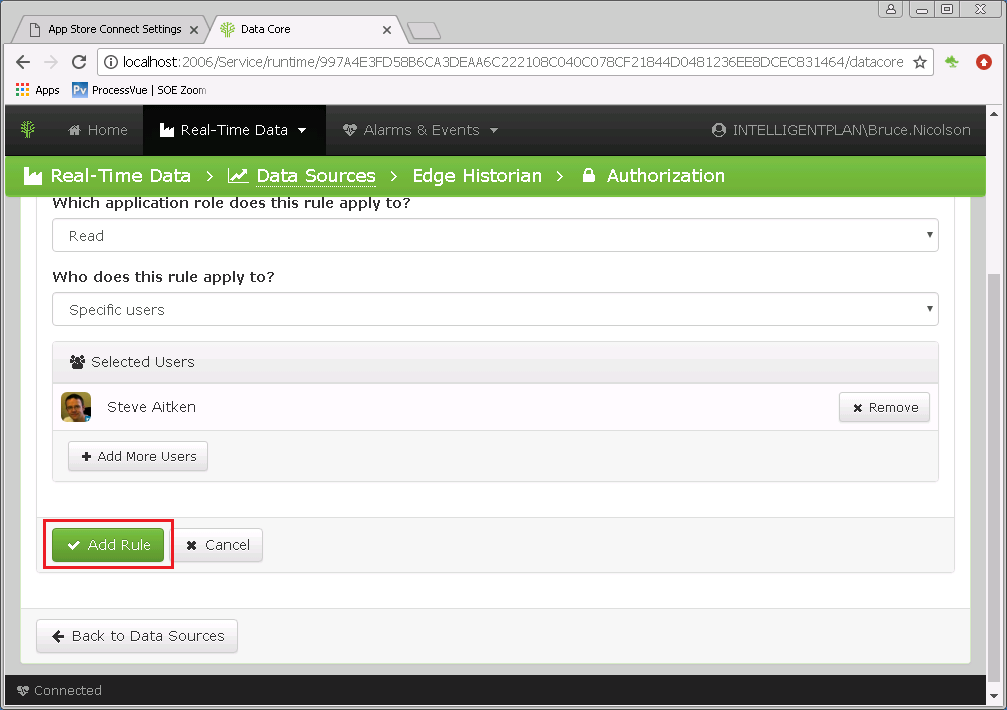 App Store Connect Settings
Data Core
localhost:2006/Service/runtime/997A4E3FD58B6CA3DEAA6C222108C040C078CF21844D0481236EE8DCEC831464/datacore
Apps
Pv ProcessVue | SOE Zoom
Home
Real-Time Data
Alarms & Events
INTELLIGENTPLAN\Bruce.Nicolson
Real-Time Data > Data Sources > Edge Historian > Authorization
Which application role does this rule apply to?
Read
Who does this rule apply to?
Specific users
Selected Users
Steve Aitken
Remove
Add More Users
Add Rule
Cancel
Back to Data Sources
Connected